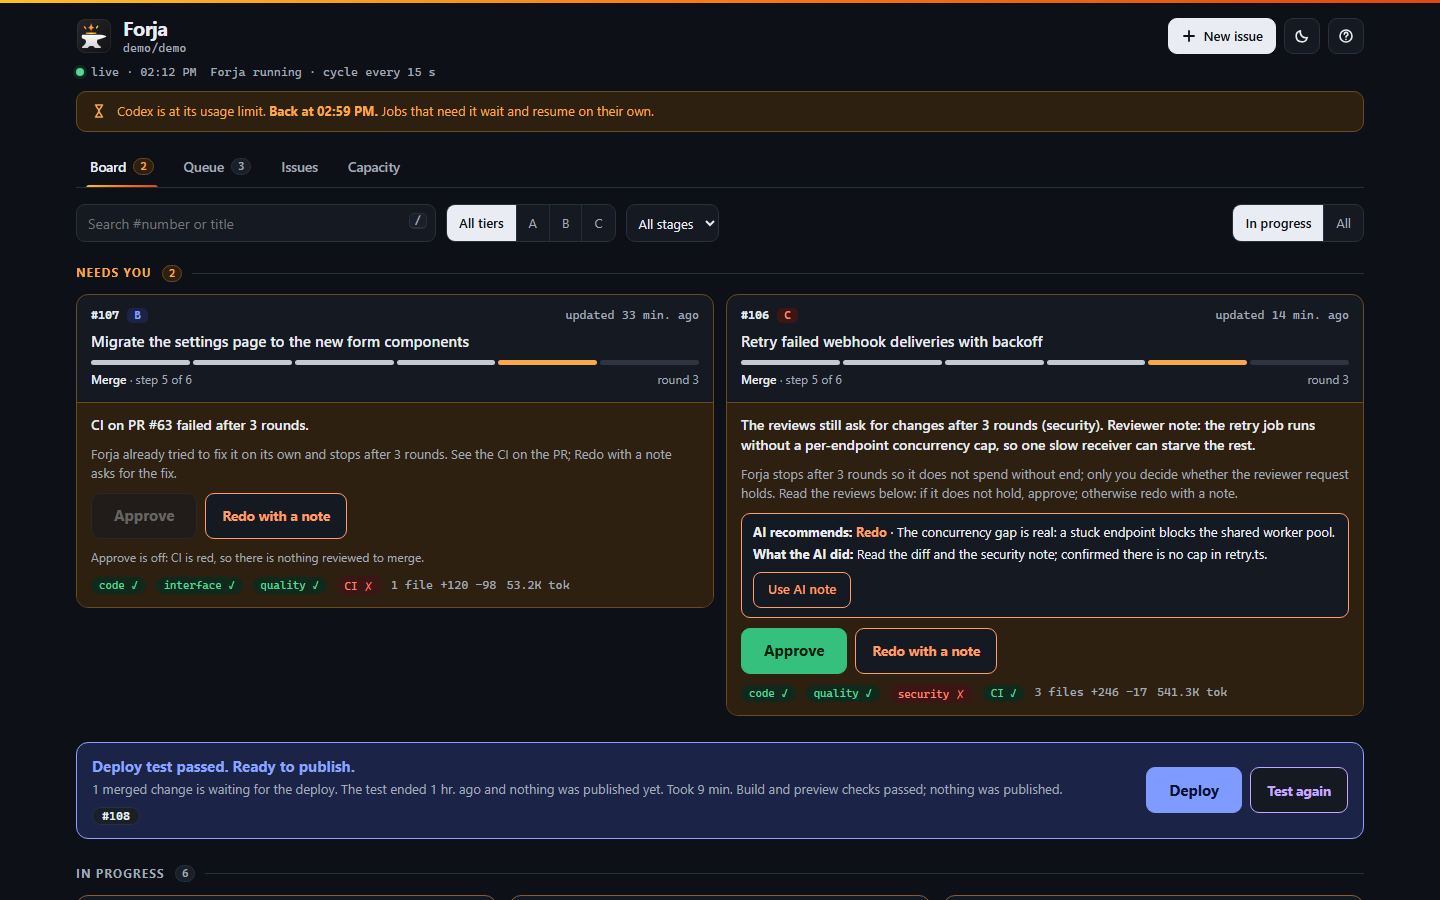 Forja
demo/demo
New issue
live · 02:12 PM Forja running · cycle every 15 s
Codex is at its usage limit. Back at 02:59 PM. Jobs that need it wait and resume on their own.
Board 2 Queue 3 Issues Capacity
Search #number or title /
All tiers A B C
All stages
In progress All
NEEDS YOU 2
#107 B updated 33 min. ago
Migrate the settings page to the new form components
Merge · step 5 of 6 round 3
CI on PR #63 failed after 3 rounds.
Forja already tried to fix it on its own and stops after 3 rounds. See the CI on the PR; Redo with a note
asks for the fix.
Approve Redo with a note
Approve is off: CI is red, so there is nothing reviewed to merge.
code ✓ interface ✓ quality ✓ CI ✗ 1 file +120 −98 53.2K tok
#106 C updated 14 min. ago
Retry failed webhook deliveries with backoff
Merge · step 5 of 6 round 3
The reviews still ask for changes after 3 rounds (security). Reviewer note: the retry job runs
without a per-endpoint concurrency cap, so one slow receiver can starve the rest.
Forja stops after 3 rounds so it does not spend without end; only you decide whether the reviewer request
holds. Read the reviews below: if it does not hold, approve; otherwise redo with a note.
AI recommends: Redo · The concurrency gap is real: a stuck endpoint blocks the shared worker pool.
What the AI did: Read the diff and the security note; confirmed there is no cap in retry.ts.
Use AI note
Approve Redo with a note
code ✓ quality ✓ security ✗ CI ✓ 3 files +246 −17 541.3K tok
Deploy test passed. Ready to publish.
1 merged change is waiting for the deploy. The test ended 1 hr. ago and nothing was published yet. Took 9 min. Build and preview checks passed; nothing was published.
#108
Deploy Test again
IN PROGRESS 6